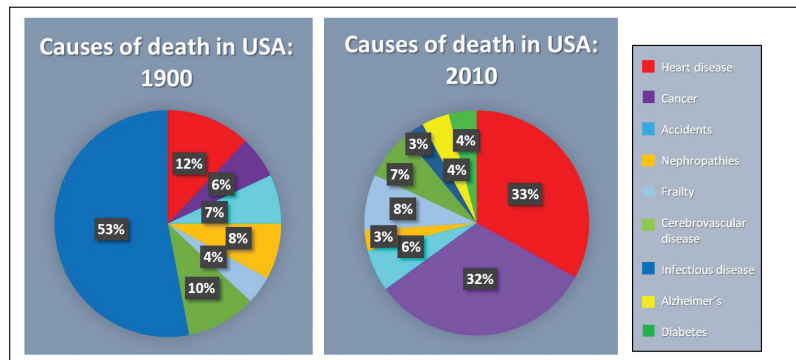 Causes of death in USA:
1900
12%
6%
7%
8%
4%
10%
53%
Causes of death in USA:
2010
33%
32%
6%
3%
8%
7%
3%
4%
4%
Heart disease
Cancer
Accidents
Nephropathies
Frailty
Cerebrovascular
disease
Infectious disease
Alzheimer's
Diabetes